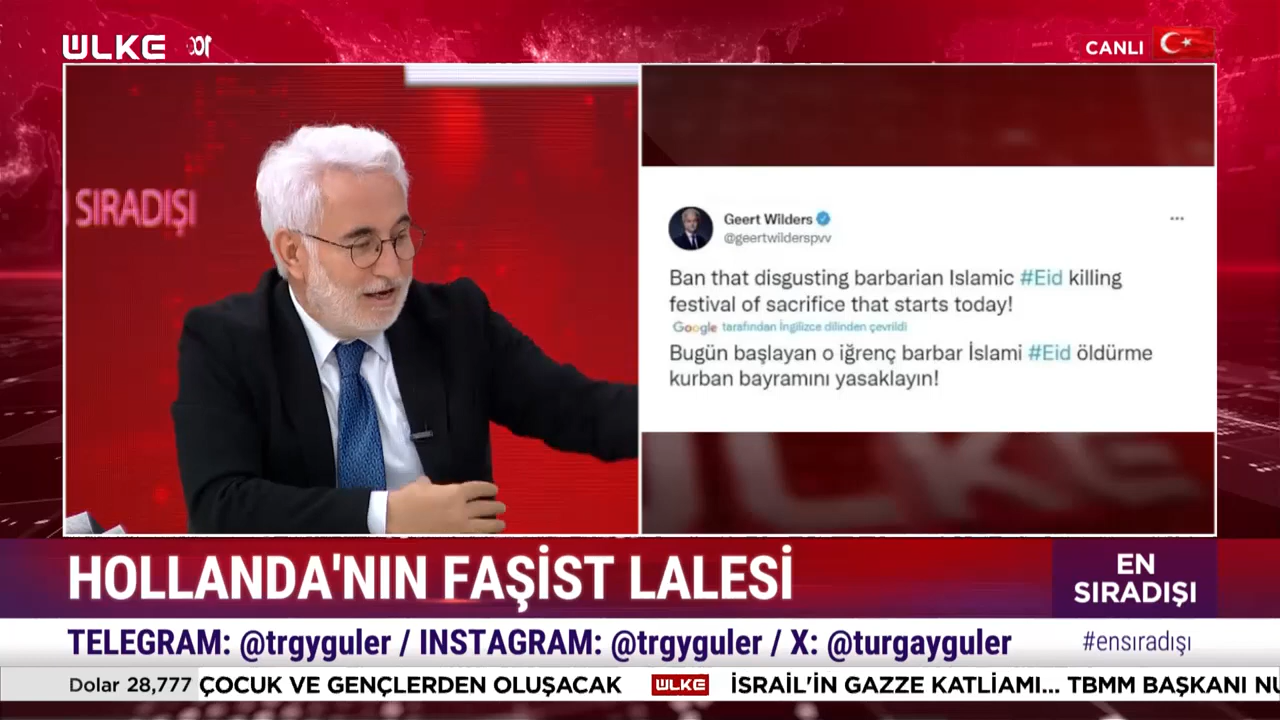 ÜLKE
CANLI
SIRADIŞI
Geert Wilders
@geertwilderspvv
Ban that disgusting barbarian Islamic #Eid killing
festival of sacrifice that starts today!
Google tarafından İngilizce dilinden çevrildi
Bugün başlayan o iğrenç barbar İslami #Eid öldürme
kurban bayramını yasaklayın!
HOLLANDA'NIN FAŞİST LALESİ
EN
SIRADIŞI
TELEGRAM: @trgyguler / INSTAGRAM: @trgyguler / X: @turgayguler
#ensıradışı
Dolar 28,777 ÇOCUK VE GENÇLERDEN OLUŞACAK ÜLKE İSRAİL'İN GAZZE KATLİAMI... TBMM BAŞKANI NU